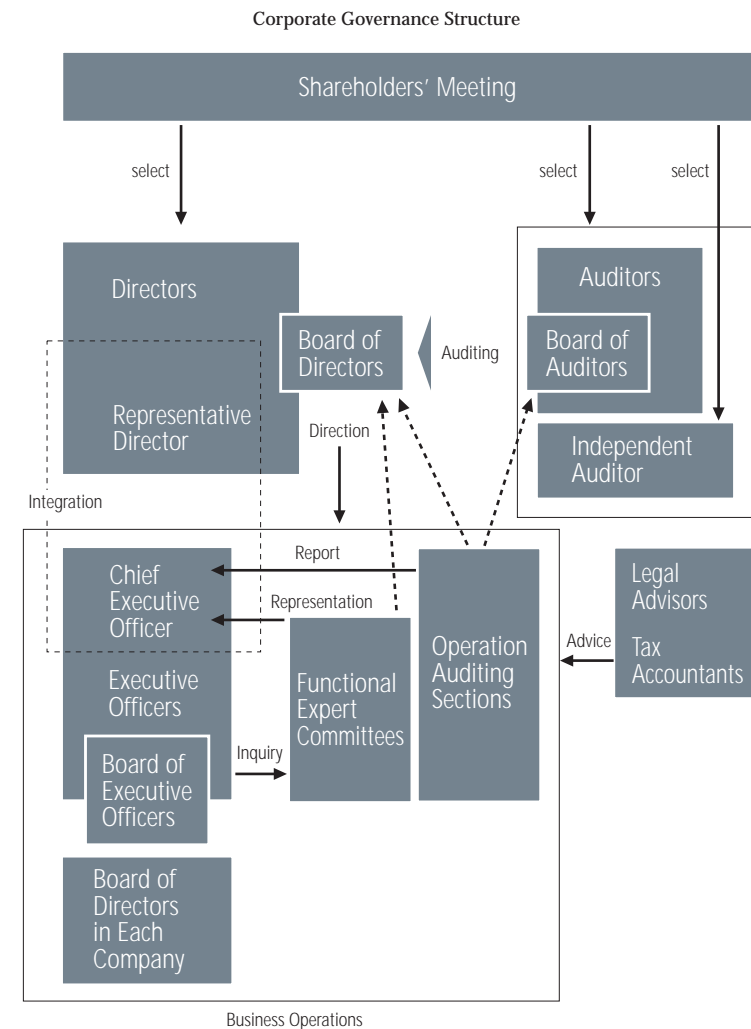 Corporate Governance Structure
Shareholders' Meeting
select
select
select
Directors
Auditors
Board of
Directors
Auditing
Board of
Auditors
Representative
Director
Direction
Independent
Auditor
Integration
Chief
Executive
Officer
Report
Representation
Legal
Advisors
Tax
Accountants
Advice
Operation
Auditing
Sections
Executive
Officers
Functional
Expert
Committees
Inquiry
Board of
Executive
Officers
Board of
Directors
in Each
Company
Business Operations